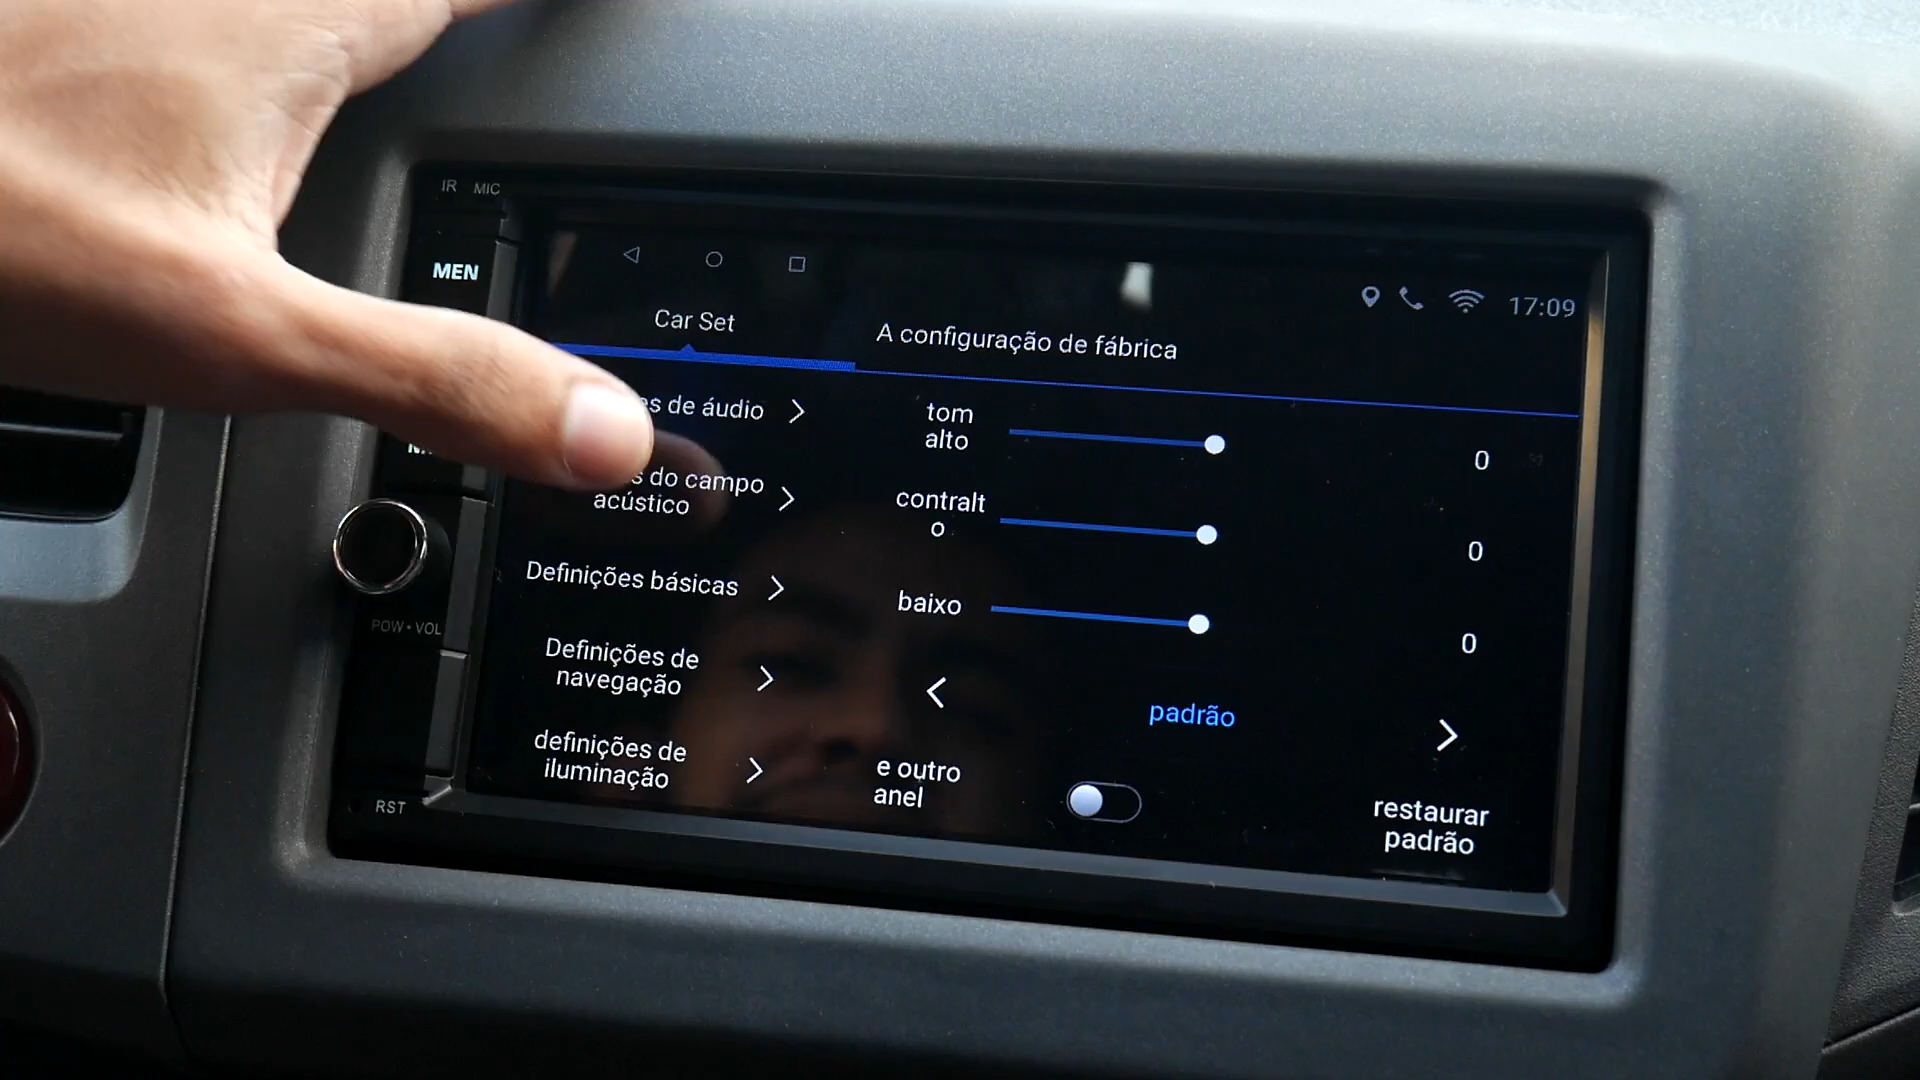 IR MIC
MEN
17:09
Car Set
A configuração de fábrica
de áudio
do campo
acústico
Definições básicas
Definições de
navegação
definições de
iluminação
tom
alto
0
contralt
o
0
baixo
0
padrão
e outro
anel
restaurar
padrão
POW • VOL
RST